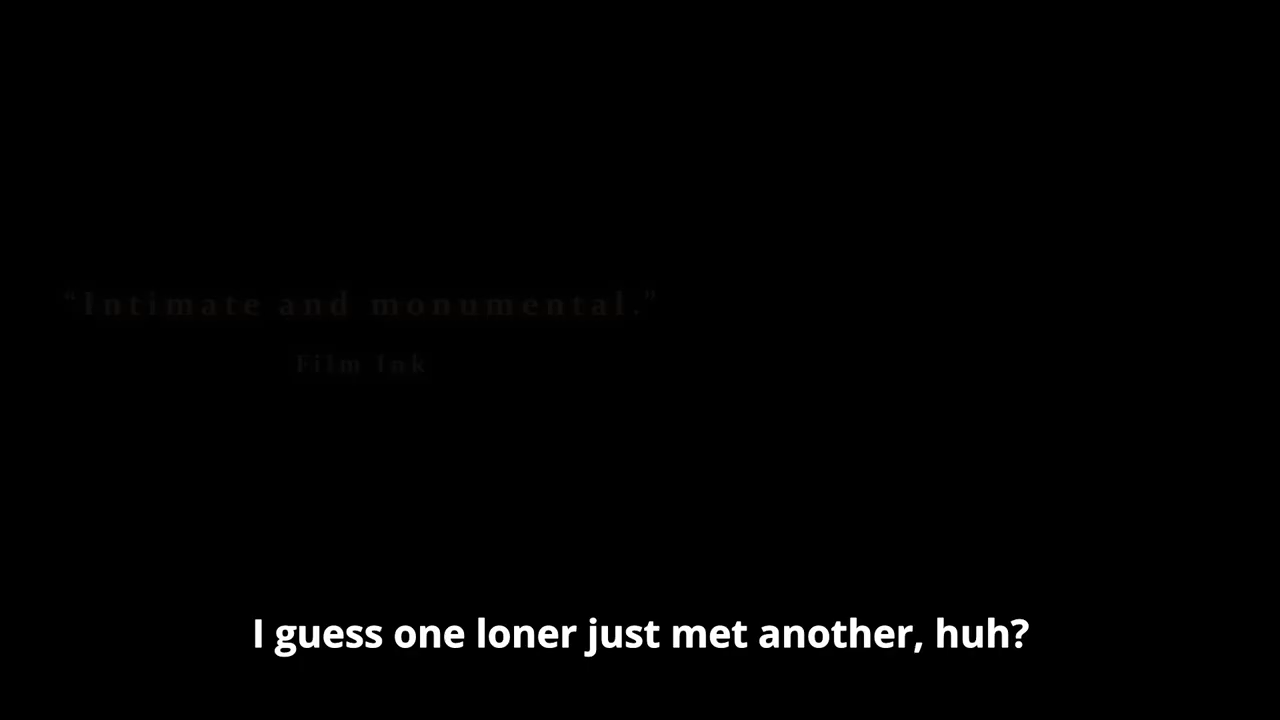 “Intimate and monumental.”
Film Ink
I guess one loner just met another, huh?